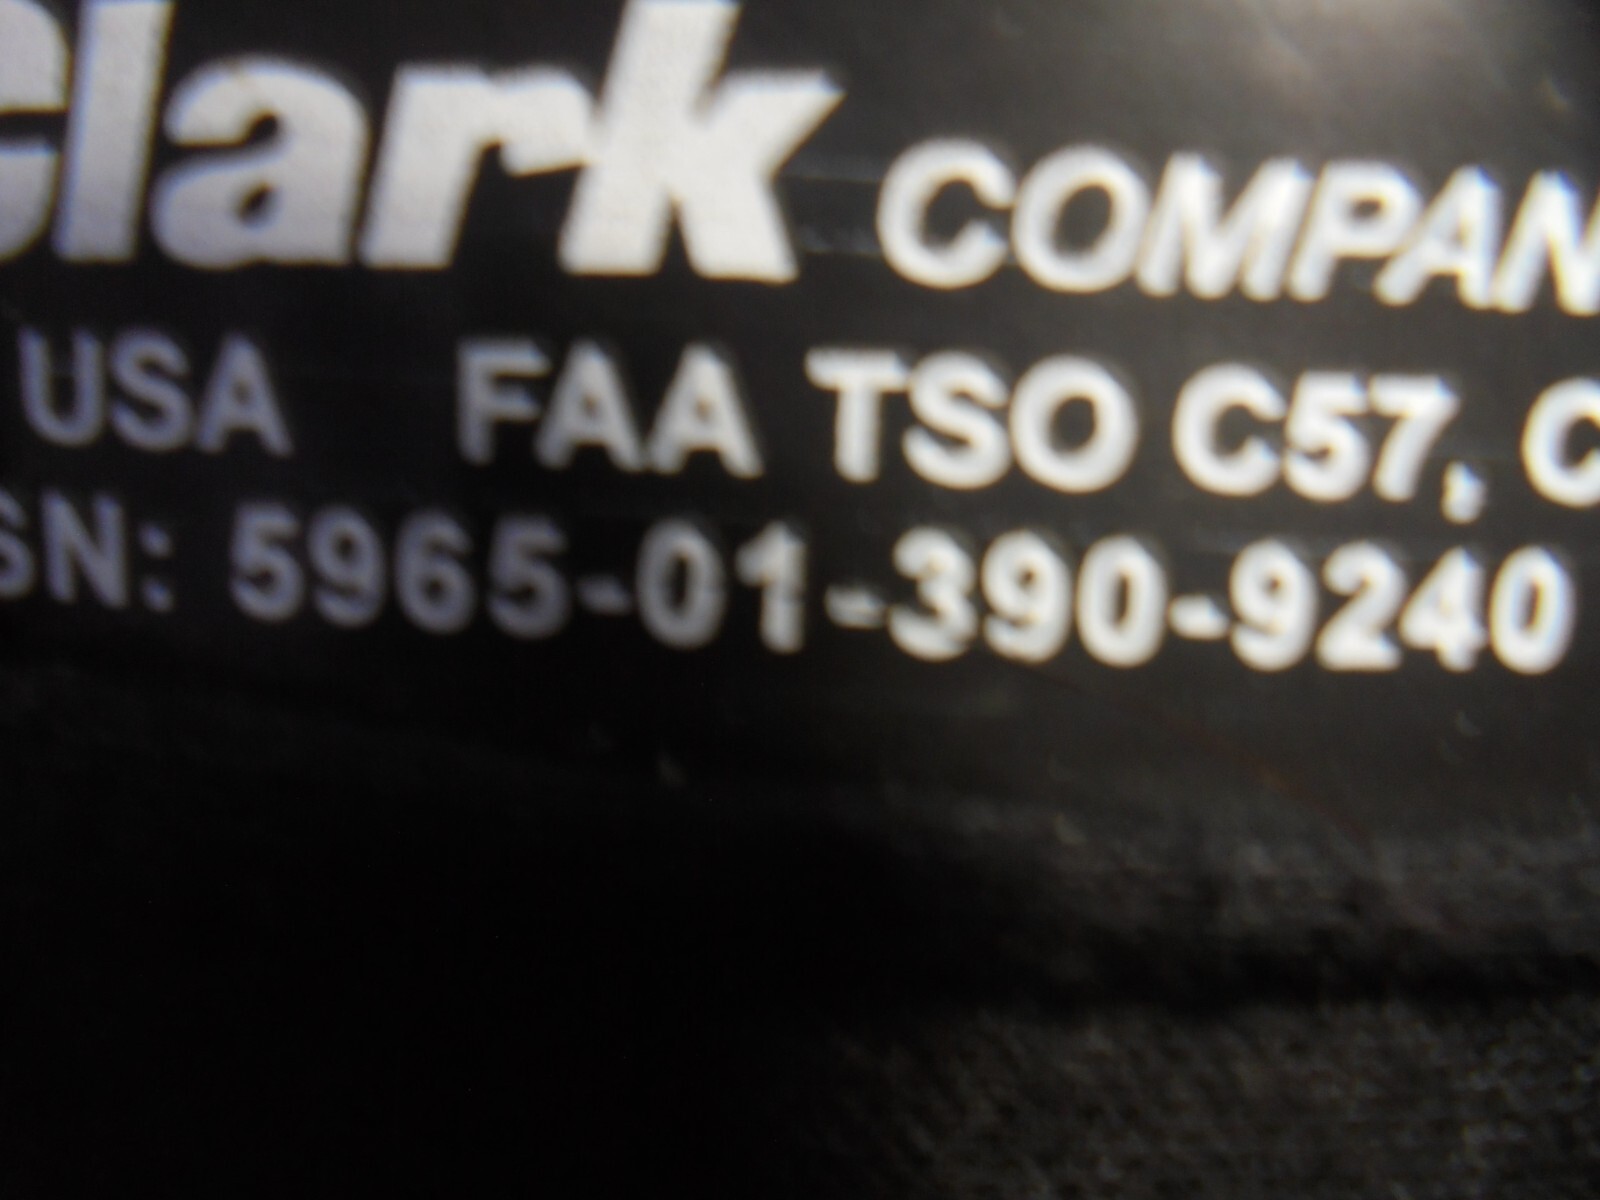 Clark COMPAN
USA FAA TSO C57, C
SN: 5965-01-390-9240